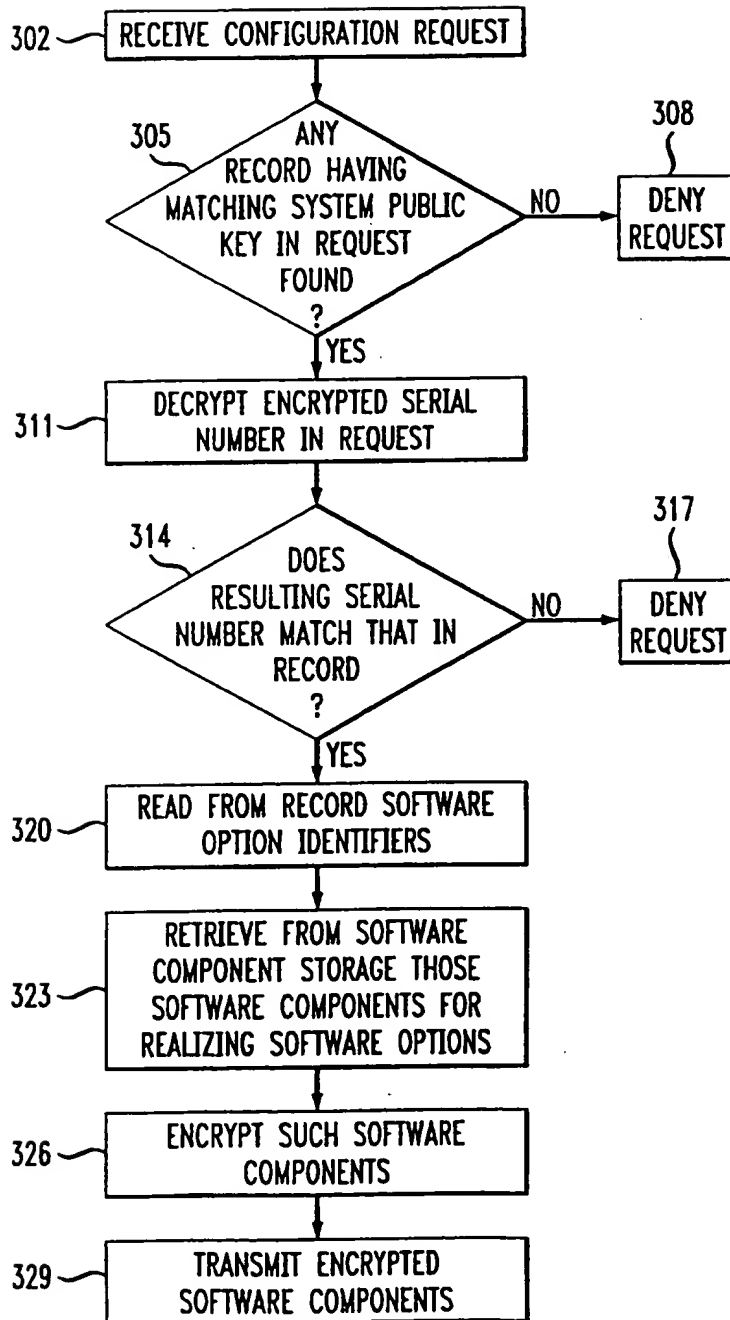 302
RECEIVE CONFIGURATION REQUEST
305
ANY
RECORD HAVING
MATCHING SYSTEM PUBLIC
KEY IN REQUEST
FOUND
?
NO
308
DENY
REQUEST
YES
311
DECRYPT ENCRYPTED SERIAL
NUMBER IN REQUEST
314
DOES
RESULTING SERIAL
NUMBER MATCH THAT IN
RECORD
?
NO
317
DENY
REQUEST
YES
320
READ FROM RECORD SOFTWARE
OPTION IDENTIFIERS
323
RETRIEVE FROM SOFTWARE
COMPONENT STORAGE THOSE
SOFTWARE COMPONENTS FOR
REALIZING SOFTWARE OPTIONS
326
ENCRYPT SUCH SOFTWARE
COMPONENTS
329
TRANSMIT ENCRYPTED
SOFTWARE COMPONENTS